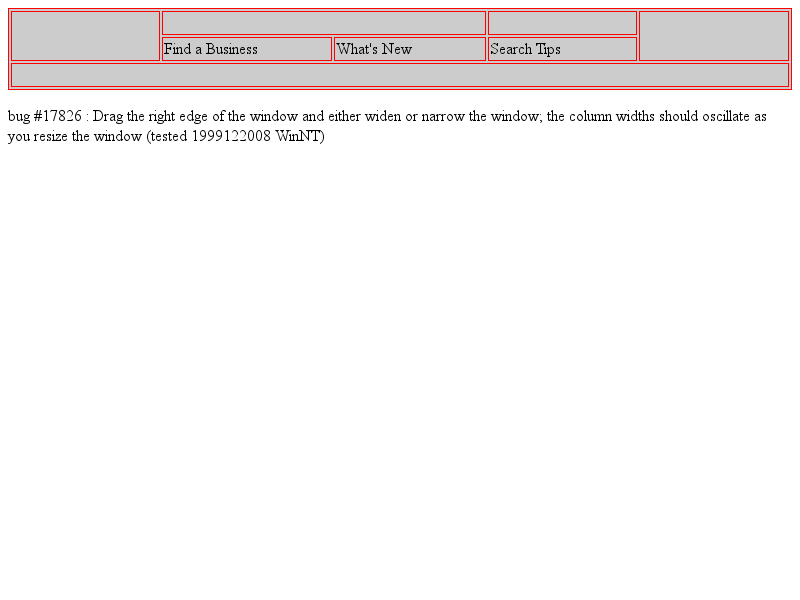 Find a Business What's New Search Tips
bug #17826 : Drag the right edge of the window and either widen or narrow the window; the column widths should oscillate as
you resize the window (tested 1999122008 WinNT)